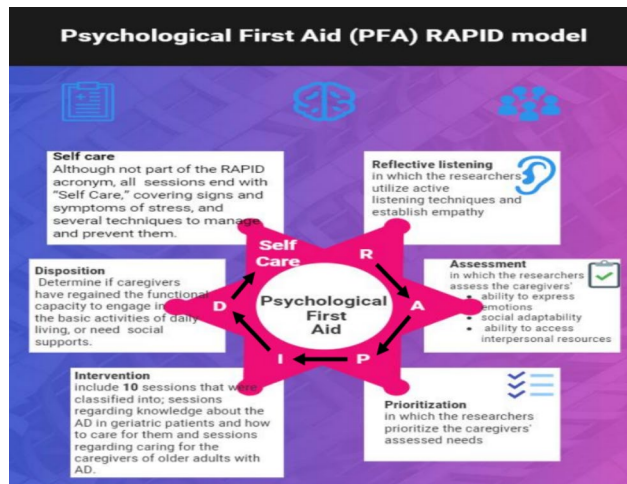 Psychological First Aid (PFA) RAPID model
Self care
Although not part of the RAPID
acronym, all sessions end with
“Self Care,” covering signs and
symptoms of stress, and
several techniques to manage
and prevent them.
Reflective listening
in which the researchers
utilize active
listening techniques and
establish empathy
Disposition
Determine if caregivers
have regained the functional
capacity to engage in
the basic activities of daily
living, or need social
supports.
Assessment
in which the researchers
assess the caregivers'
• ability to express
emotions
• social adaptability
• ability to access
interpersonal resources
Intervention
include 10 sessions that were
classified into; sessions
regarding knowledge about the
AD in geriatric patients and how
to care for them and sessions
regarding caring for the
caregivers of older adults with
AD.
Prioritization
in which the researchers
prioritize the caregivers'
assessed needs
Self
Care
R
A
P
I
D
Psychological
First
Aid